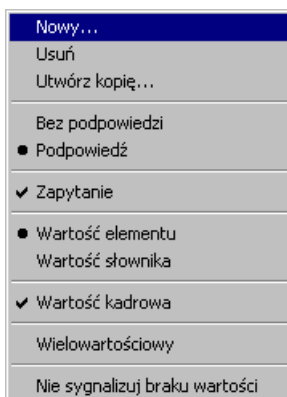 Nowy...
Usuń
Utwórz kopię...
Bez podpowiedzi
Podpowiedź
Zapytanie
Wartość elementu
Wartość słownika
Wartość kadrowa
Wielowartościowy
Nie sygnalizuj braku wartości